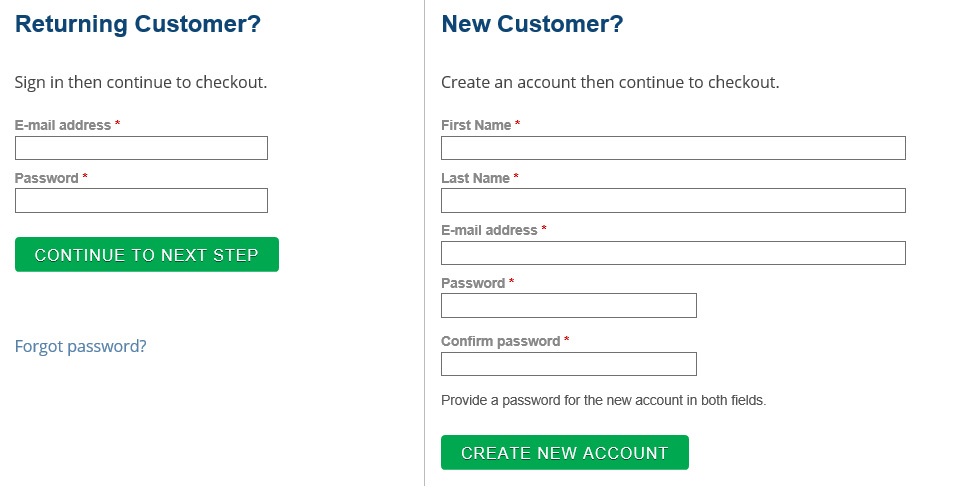 Returning Customer?
Sign in then continue to checkout.
E-mail address *
Password *
CONTINUE TO NEXT STEP
Forgot password?
New Customer?
Create an account then continue to checkout.
First Name *
Last Name *
E-mail address *
Password *
Confirm password *
Provide a password for the new account in both fields.
CREATE NEW ACCOUNT